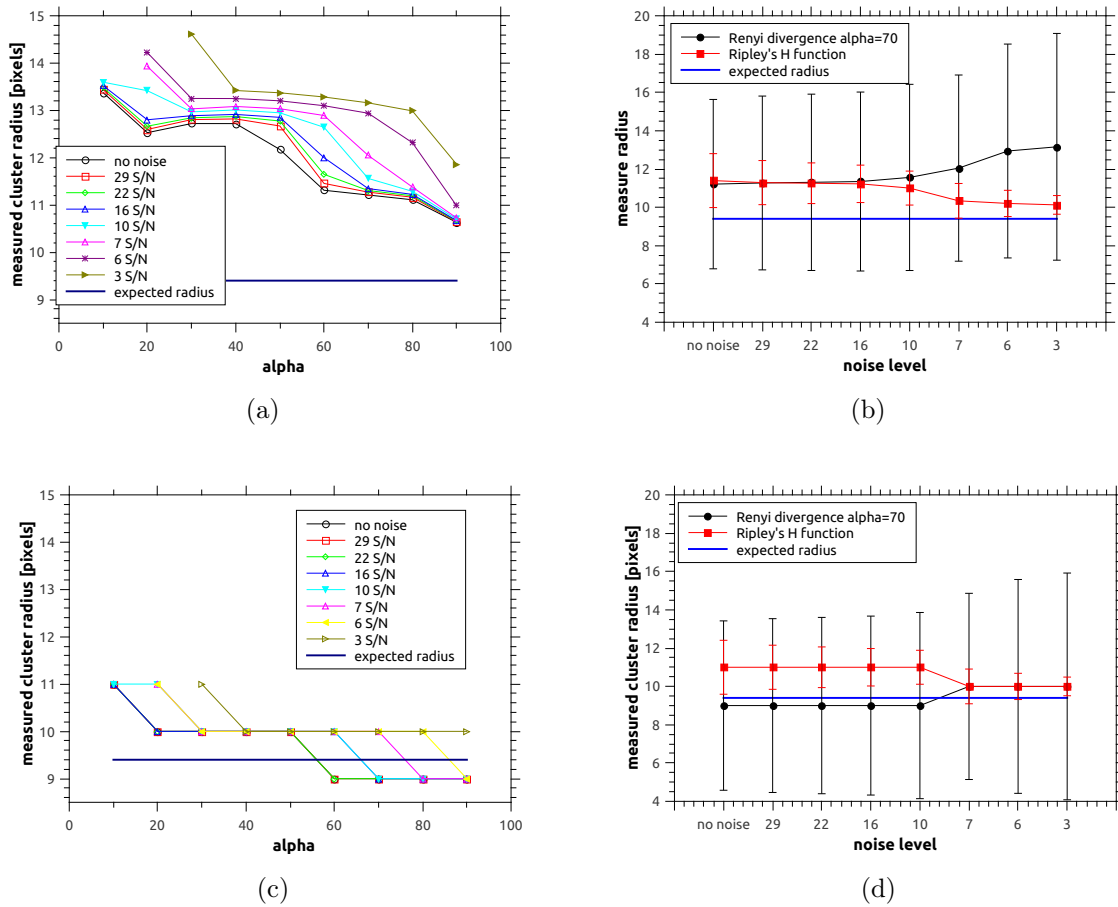 15
14
13
12
11
10
9
measured cluster radius [pixels]
no noise
29 S/N
22 S/N
16 S/N
10 S/N
7 S/N
6 S/N
3 S/N
expected radius
0
20
40
60
80
100
alpha
(a)
20
18
16
14
12
10
8
6
4
measure radius
Renyi divergence alpha=70
Ripley's H function
expected radius
no noise
29
22
16
10
7
6
3
noise level
(b)
15
14
13
12
11
10
9
measured cluster radius [pixels]
no noise
29 S/N
22 S/N
16 S/N
10 S/N
7 S/N
6 S/N
3 S/N
expected radius
0
20
40
60
80
100
alpha
(c)
20
18
16
14
12
10
8
6
4
measured cluster radius [pixels]
Renyi divergence alpha=70
Ripley's H function
expected radius
no noise
29
22
16
10
7
6
3
noise level
(d)